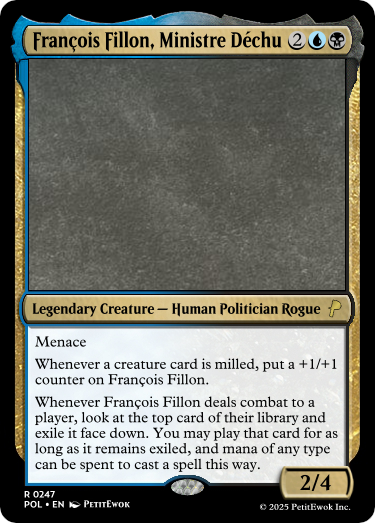 François Fillon, Ministre Déchu 2
Legendary Creature — Human Politician Rogue
Menace
Whenever a creature card is milled, put a +1/+1
counter on François Fillon.
Whenever François Fillon deals combat to a
player, look at the top card of their library and
exile it face down. You may play that card for as
long as it remains exiled, and mana of any type
can be spent to cast a spell this way.
2/4
R 0247
POL • EN PetitEwok
© 2025 PetitEwok Inc.